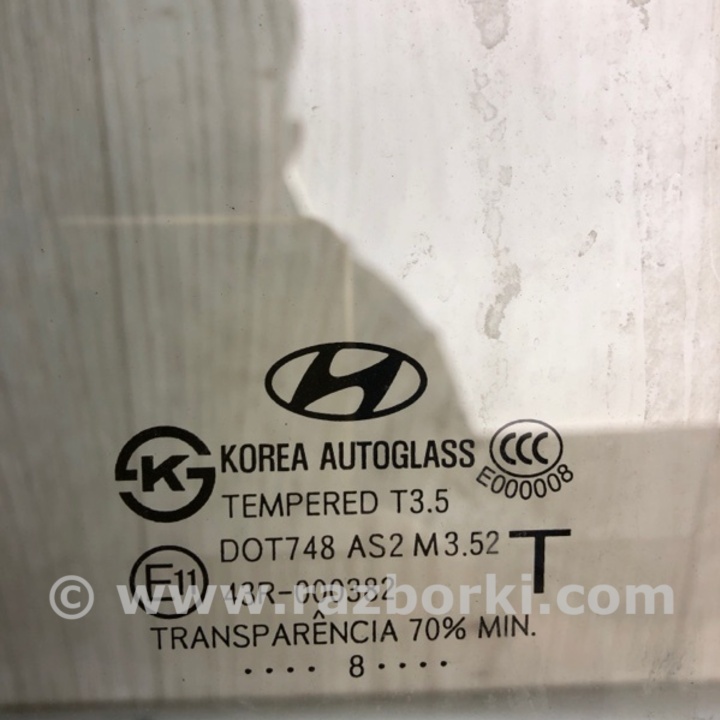 K
KOREA AUTOGLASS
CCC
E000008
TEMPERED T3.5
DOT748 AS2 M3.52
T
E11
43R-000382
© www.razborki.com
TRANSPARÊNCIA 70% MIN.
···· 8 ····